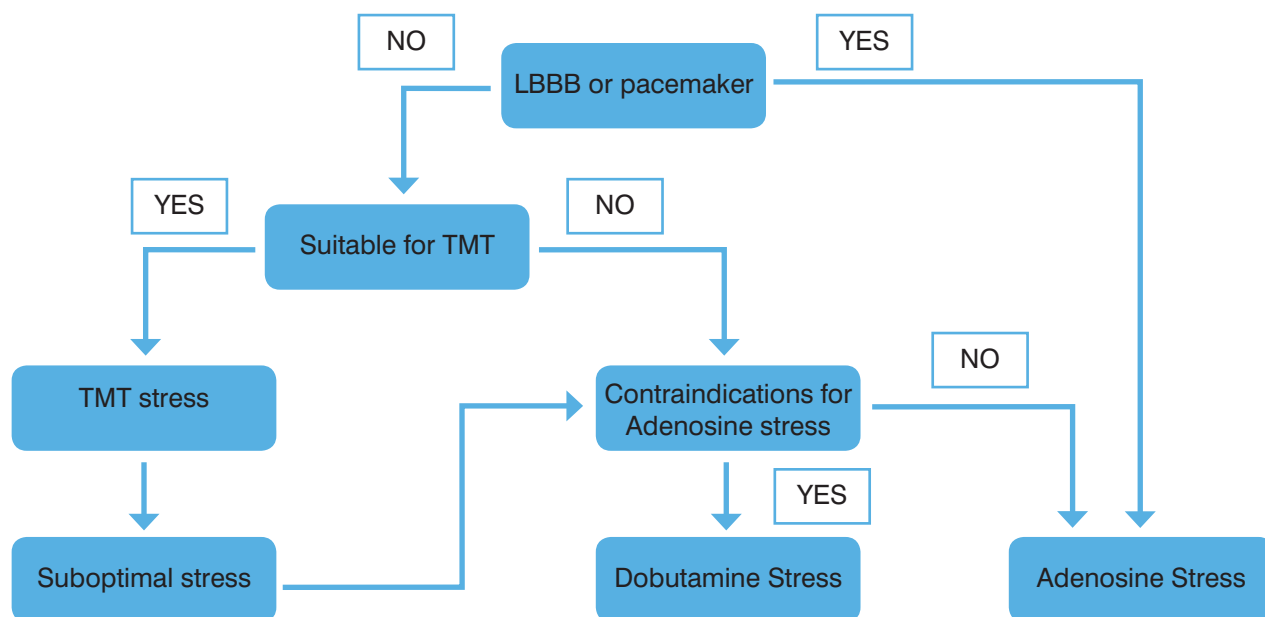 NO
YES
LBBB or pacemaker
YES
NO
Suitable for TMT
NO
TMT stress
Contraindications for
Adenosine stress
YES
Suboptimal stress
Dobutamine Stress
Adenosine Stress